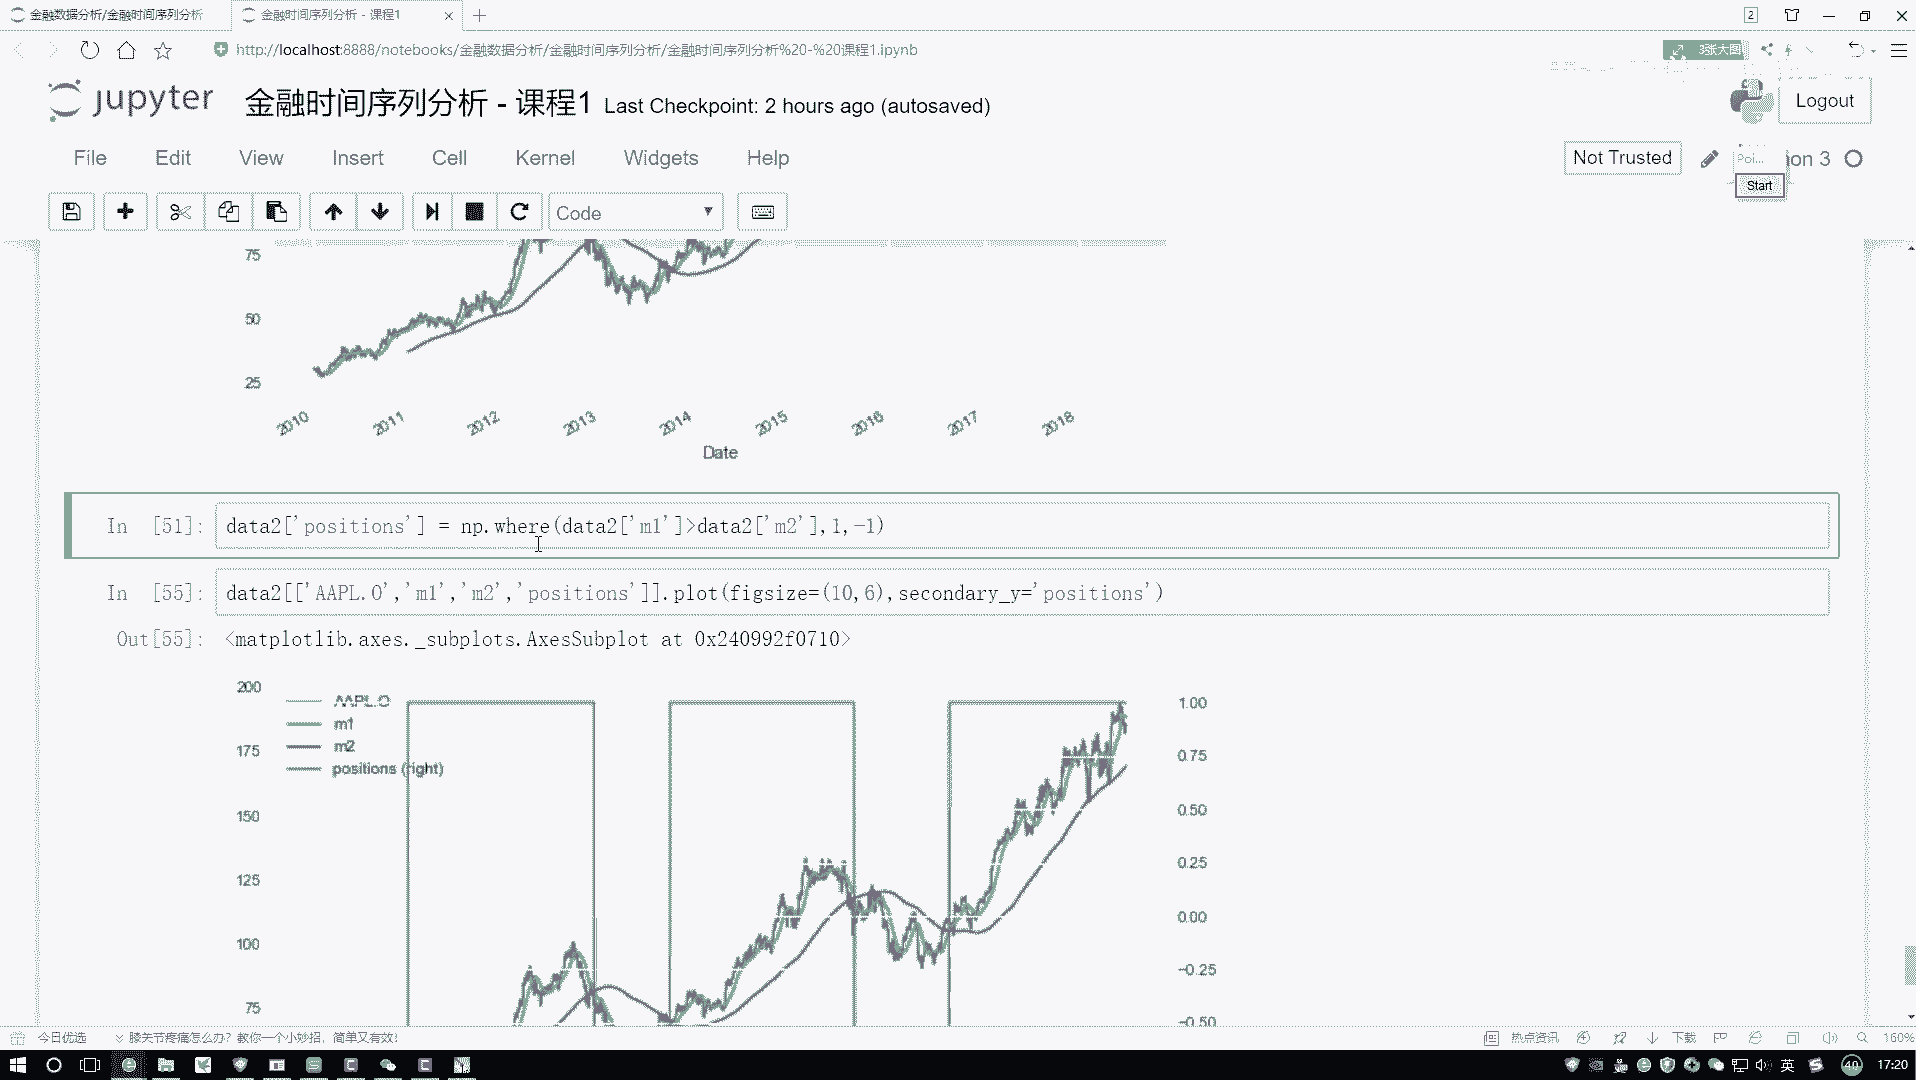 金融数据分析/金融时间序列分析
金融时间序列分析 - 课程1
2
http://localhost:8888/notebooks/金融数据分析/金融时间序列分析/金融时间序列分析%20-%20课程1.ipynb
3张大图
jupyter
金融时间序列分析 - 课程1 Last Checkpoint: 2 hours ago (autosaved)
Logout
File Edit View Insert Cell Kernel Widgets Help
Not Trusted
Poi...
on 3
Start
Code
75
50
25
2010 2011 2012 2013 2014 2015 2016 2017 2018
Date
In [51]: data2['positions'] = np.where(data2['m1']>data2['m2'],1,-1)
In [55]: data2[['AAPL.O','m1','m2','positions']].plot(figsize=(10,6),secondary_y='positions')
Out[55]: <matplotlib.axes._subplots.AxesSubplot at 0x240992f0710>
200
175
150
125
100
75
AAPL.O
m1
m2
positions (right)
1.00
0.75
0.50
0.25
0.00
-0.25
-0.50
今日优选
膝关节疼痛怎么办? 教你一个小妙招，简单又有效!
热点资讯
下载
160%
英
40
17:20